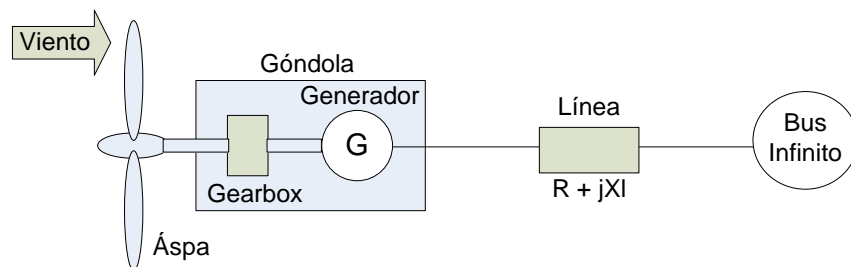 Viento
Góndola
Generador
G
Gearbox
Áspa
Línea
R + jXl
Bus
Infinito